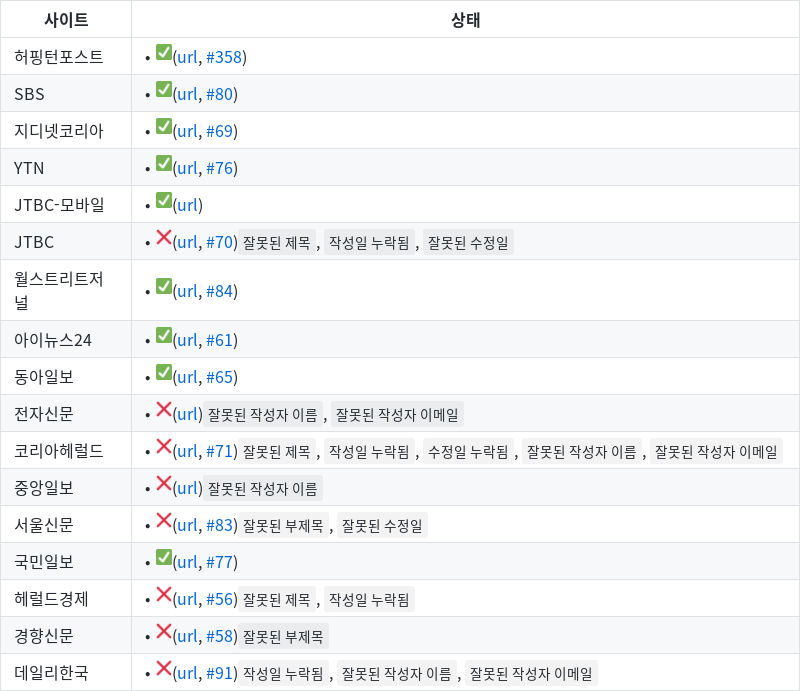 사이트 상태
허핑턴포스트 • ✅(url, #358)
SBS • ✅(url, #80)
지디넷코리아 • ✅(url, #69)
YTN • ✅(url, #76)
JTBC-모바일 • ✅(url)
JTBC • ❌(url, #70) 잘못된 제목 , 작성일 누락됨 , 잘못된 수정일
월스트리트저
널 • ✅(url, #84)
아이뉴스24 • ✅(url, #61)
동아일보 • ✅(url, #65)
전자신문 • ❌(url) 잘못된 작성자 이름 , 잘못된 작성자 이메일
코리아헤럴드 • ❌(url, #71) 잘못된 제목 , 작성일 누락됨 , 수정일 누락됨 , 잘못된 작성자 이름 , 잘못된 작성자 이메일
중앙일보 • ❌(url) 잘못된 작성자 이름
서울신문 • ❌(url, #83) 잘못된 부제목 , 잘못된 수정일
국민일보 • ✅(url, #77)
헤럴드경제 • ❌(url, #56) 잘못된 제목 , 작성일 누락됨
경향신문 • ❌(url, #58) 잘못된 부제목
데일리한국 • ❌(url, #91) 작성일 누락됨 , 잘못된 작성자 이름 , 잘못된 작성자 이메일